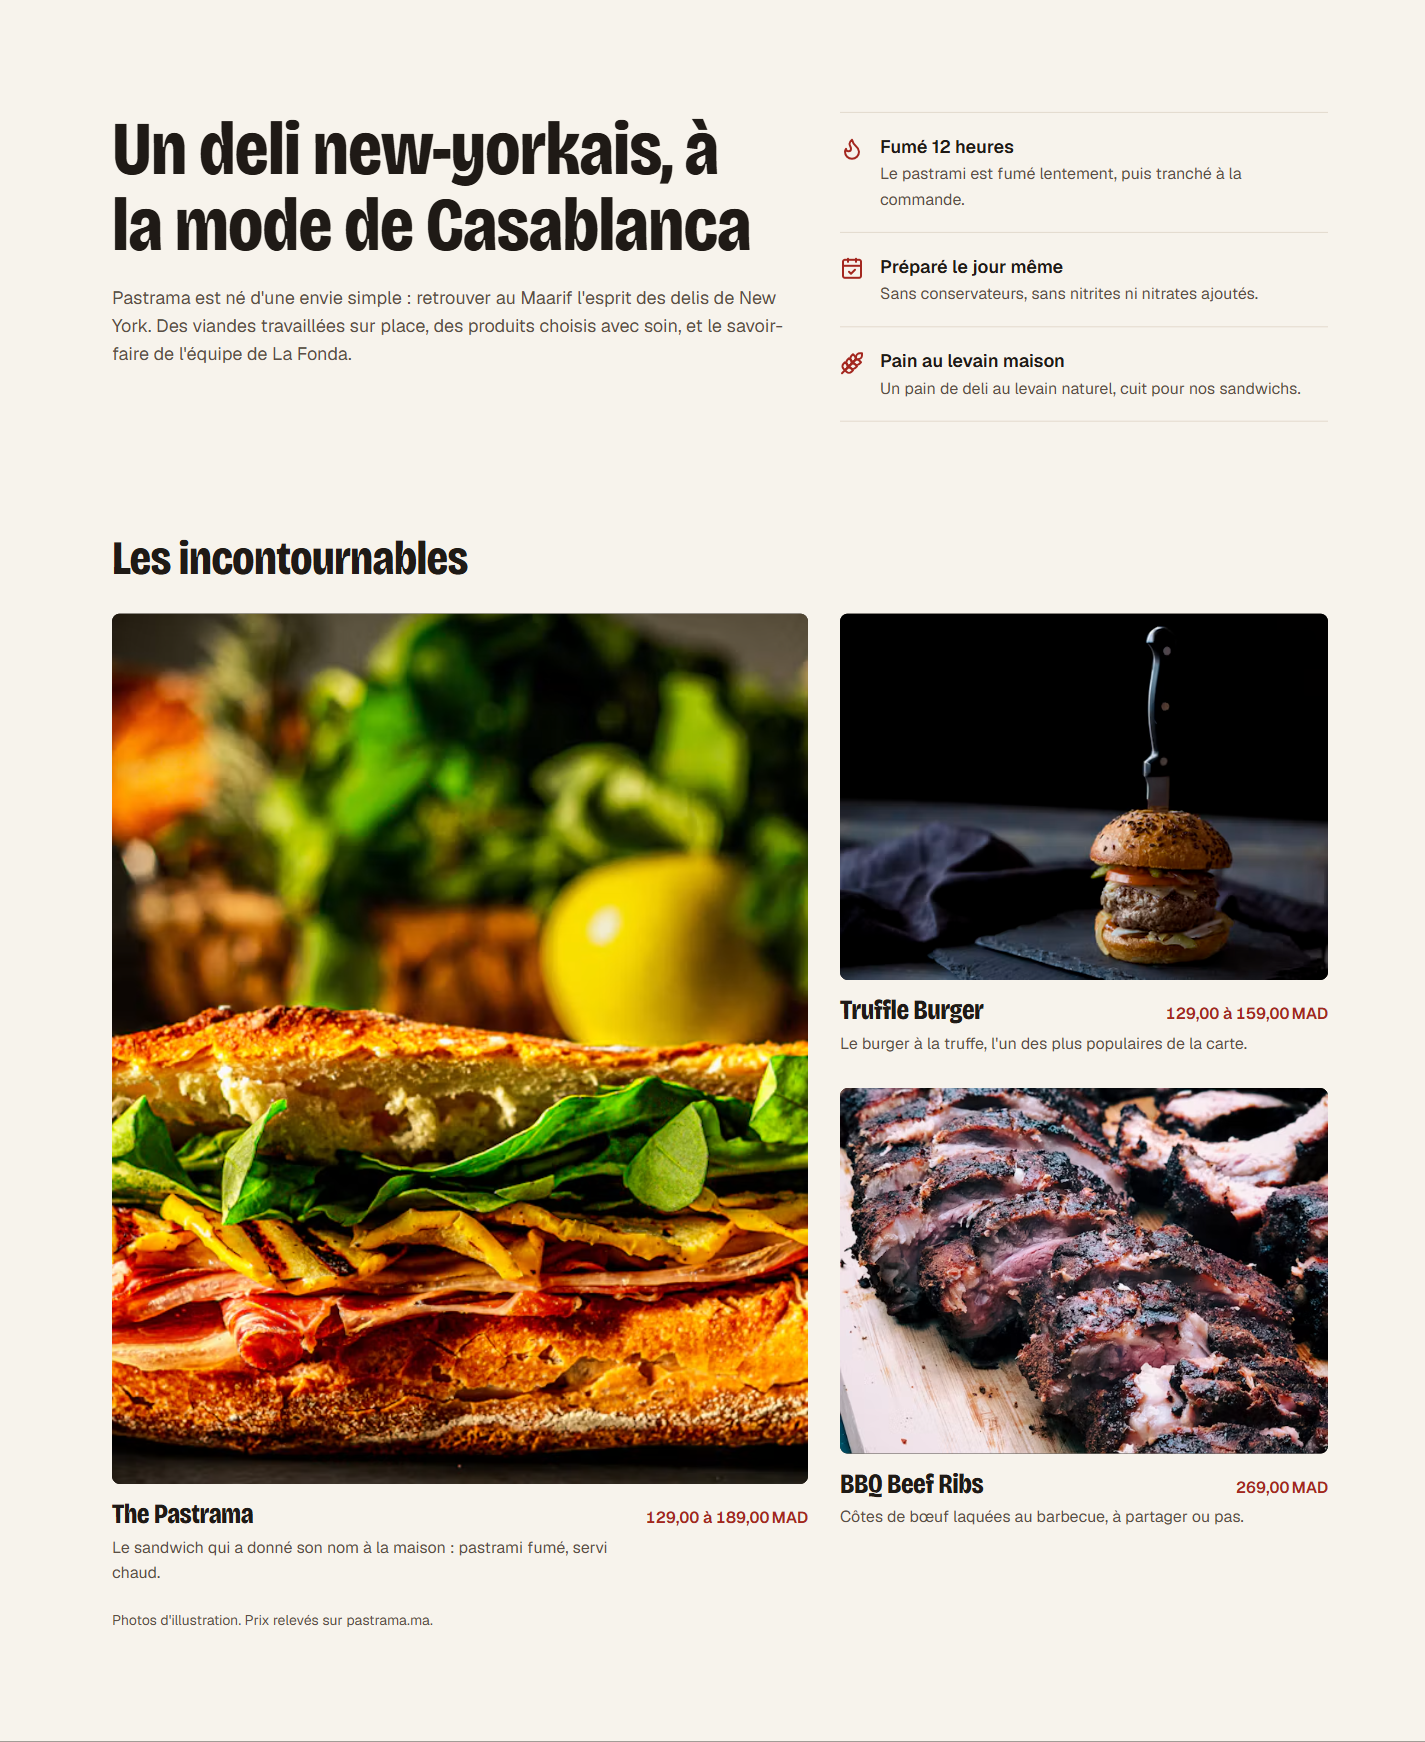 Un deli new-yorkais, à
la mode de Casablanca
Pastrama est né d'une envie simple : retrouver au Maarif l'esprit des delis de New
York. Des viandes travaillées sur place, des produits choisis avec soin, et le savoir-
faire de l'équipe de La Fonda.
Fumé 12 heures
Le pastrami est fumé lentement, puis tranché à la
commande.
Préparé le jour même
Sans conservateurs, sans nitrites ni nitrates ajoutés.
Pain au levain maison
Un pain de deli au levain naturel, cuit pour nos sandwichs.
Les incontournables
The Pastrama
129,00 à 189,00 MAD
Le sandwich qui a donné son nom à la maison : pastrami fumé, servi
chaud.
Truffle Burger
129,00 à 159,00 MAD
Le burger à la truffe, l'un des plus populaires de la carte.
BBQ Beef Ribs
269,00 MAD
Côtes de bœuf laquées au barbecue, à partager ou pas.
Photos d'illustration. Prix relevés sur pastrama.ma.